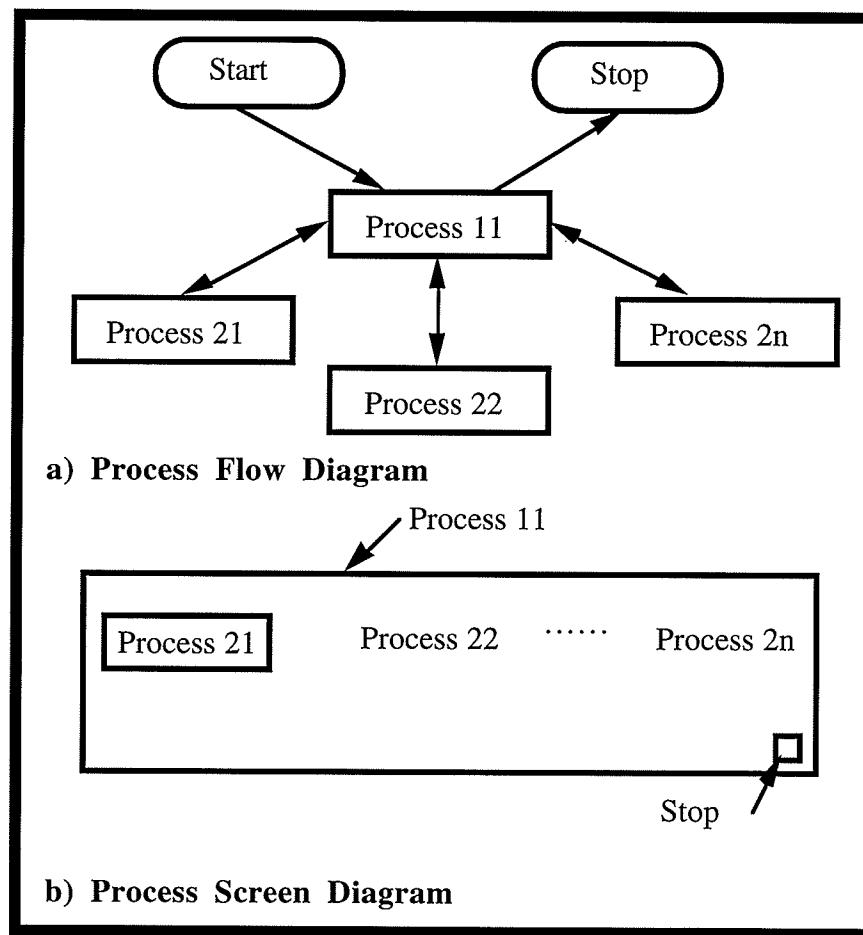 Start
Stop
Process 11
Process 21
Process 2n
Process 22
a) Process Flow Diagram
Process 11
Process 21 Process 22 ...... Process 2n
Stop
b) Process Screen Diagram